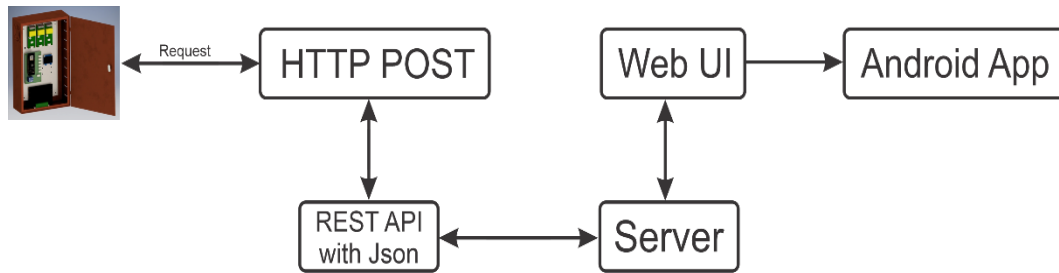 Request
HTTP POST
Web UI
Android App
REST API
with Json
Server